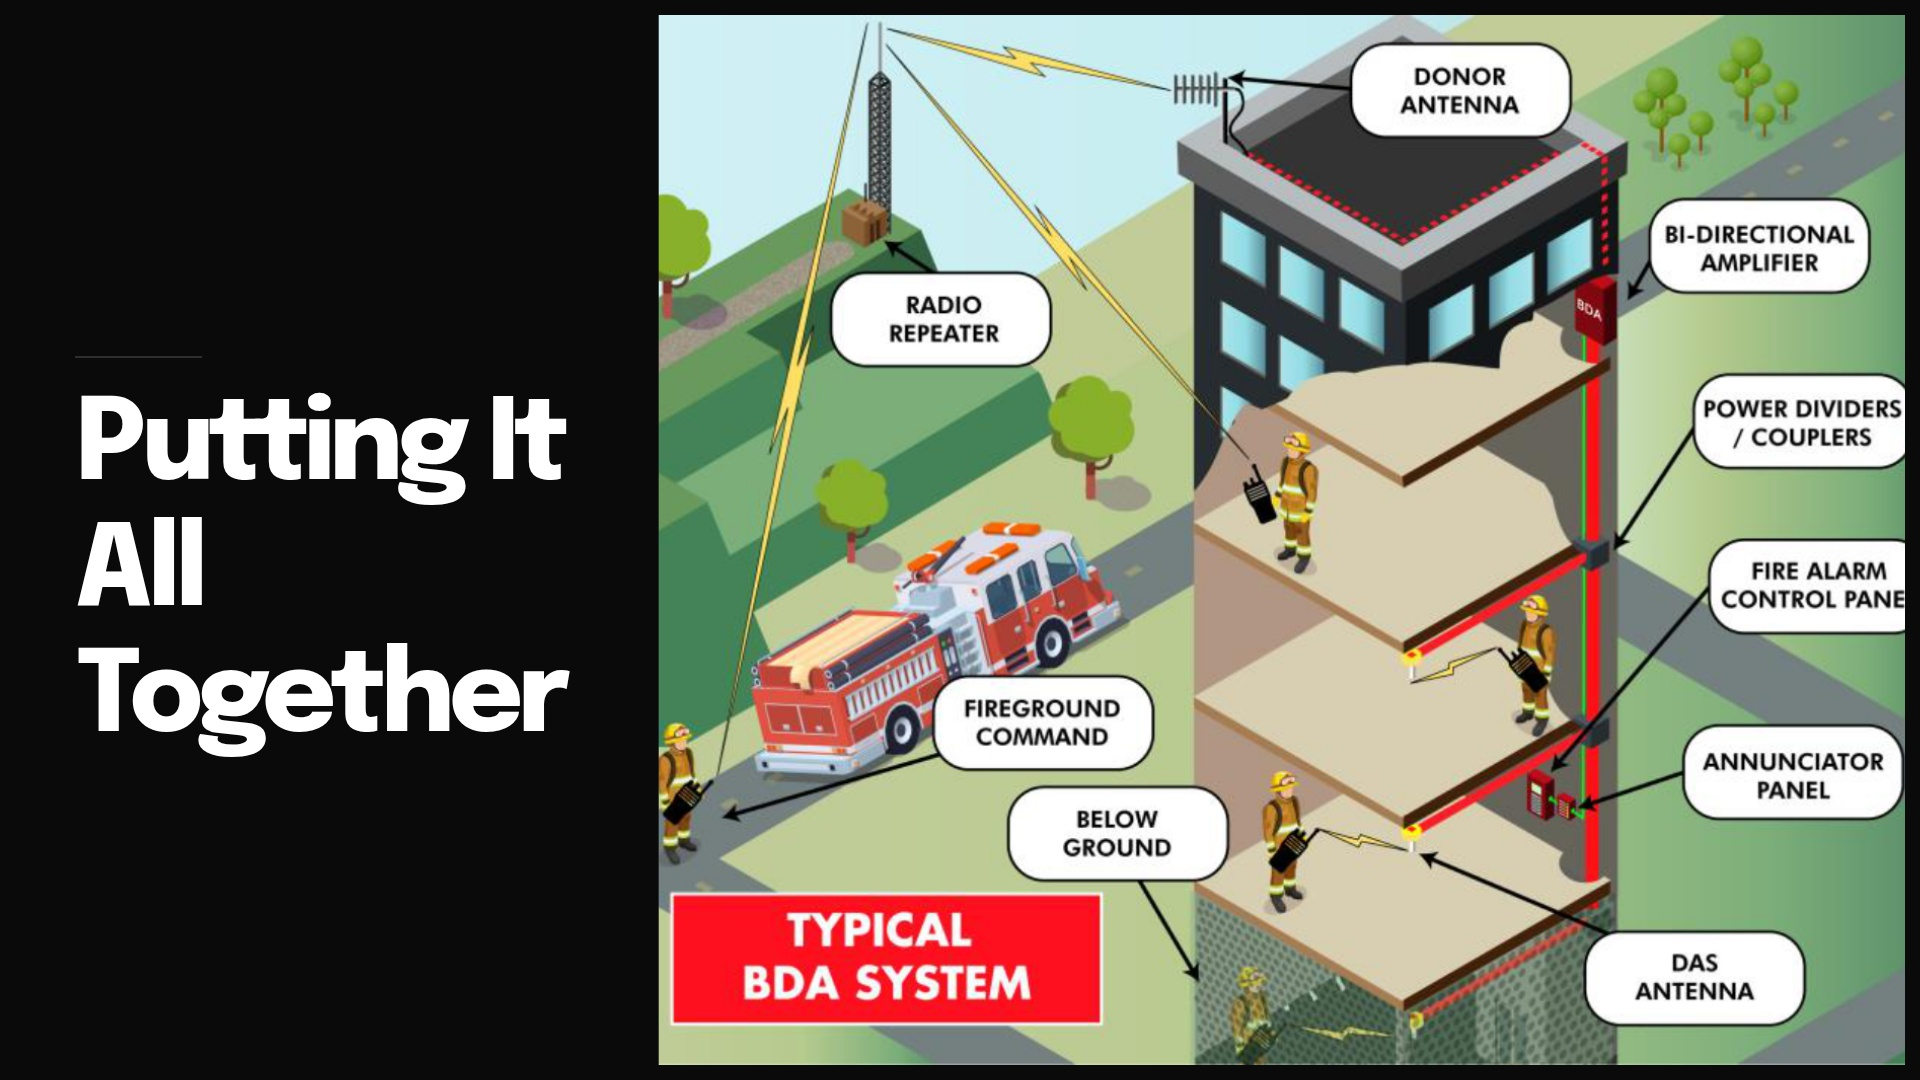 Putting It
All
Together
DONOR
ANTENNA
BI-DIRECTIONAL
AMPLIFIER
RADIO
REPEATER
BDA
POWER DIVIDERS
/ COUPLERS
FIRE ALARM
CONTROL PANE
FIREGROUND
COMMAND
ANNUNCIATOR
PANEL
BELOW
GROUND
TYPICAL
BDA SYSTEM
DAS
ANTENNA